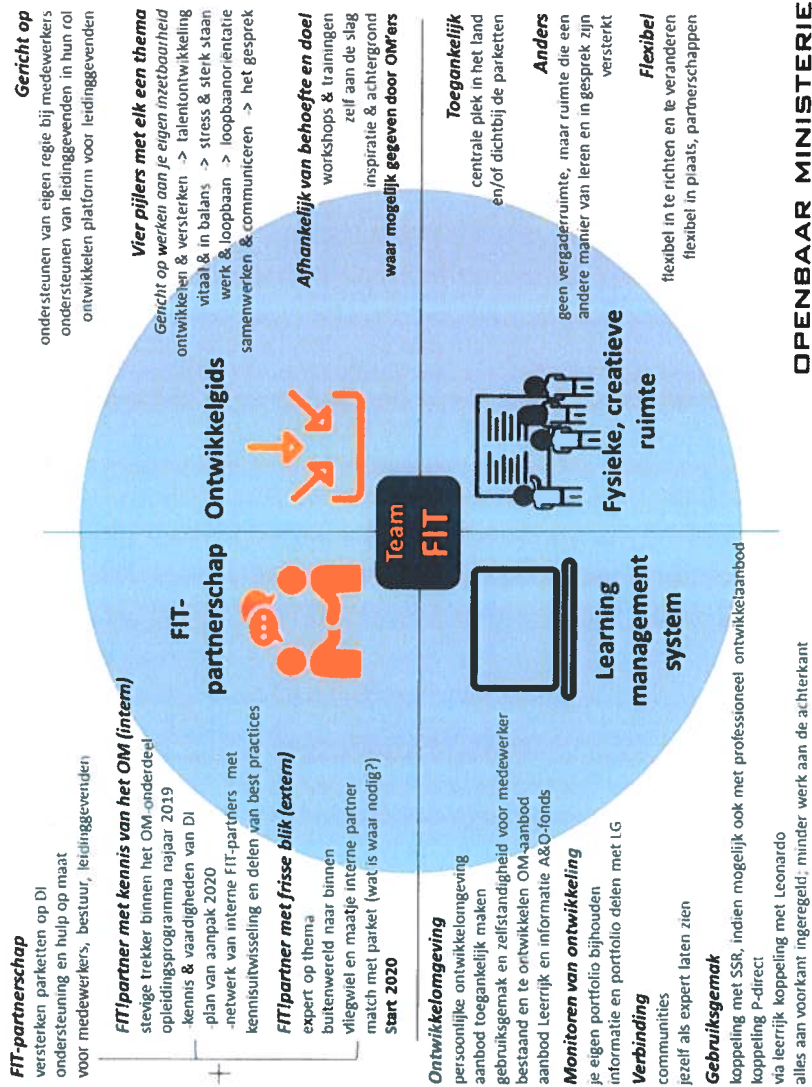 FIT-partnerschap
versterken parketten op DI
ondersteuning en hulp op maat
voor medewerkers, bestuur, leidinggevenden
FIT!partner met kennis van het OM (intern)
stevige trekker binnen het OM-onderdeel
opleidingsprogramma najaar 2019
-kennis & vaardigheden van DI
-plan van aanpak 2020
-netwerk van interne FIT-partners met
kennisuitwisseling en delen van best practices
+
FIT!partner met frisse blik (extern)
expert op thema
buitenwereld naar binnen
vliegwiel en maatje interne partner
match met parket (wat is waar nodig?)
Start 2020
FIT-
partnerschap
Ontwikkelgids
Gericht op
ondersteunen van eigen regie bij medewerkers
ondersteunen van leidinggevenden in hun rol
ontwikkelen platform voor leidinggevenden
Vier pijlers met elk een thema
Gericht op werken aan je eigen inzetbaarheid
ontwikkelen & versterken -> talentontwikkeling
vitaal & in balans -> stress & sterk staan
werk & loopbaan -> loopbaanoriëntatie
samenwerken & communiceren -> het gesprek
Afhankelijk van behoefte en doel
workshops & trainingen
zelf aan de slag
inspiratie & achtergrond
waar mogelijk gegeven door OM'ers
Team
FIT
Ontwikkelomgeving
persoonlijke ontwikkelomgeving
aanbod toegankelijk maken
gebruiksgemak en zelfstandigheid voor medewerker
bestaand en te ontwikkelen OM-aanbod
aanbod Leerrijk en informatie A&O-fonds
Monitoren van ontwikkeling
je eigen portfolio bijhouden
informatie en portfolio delen met LG
Verbinding
communities
jezelf als expert laten zien
Gebruiksgemak
koppeling met SSR, indien mogelijk ook met professioneel ontwikkelaanbod
koppeling P-direct
via leerrijk koppeling met Leonardo
alles aan voorkant ingeregeld; minder werk aan de achterkant
Learning
management
system
Fysieke, creatieve
ruimte
Toegankelijk
centrale plek in het land
en/of dichtbij de parketten
Anders
geen vergaderruimte, maar ruimte die een
andere manier van leren en in gesprek zijn
versterkt
Flexibel
flexibel in te richten en te veranderen
flexibel in plaats, partnerschappen
OPENBAAR MINISTERIE